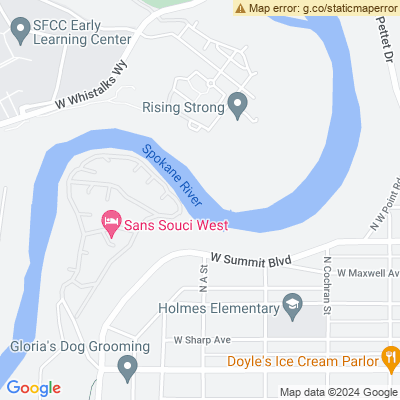 Map error: g.co/staticmaperror
SFCC Early
Learning Center
Pettet Dr
W Whistalks Wy
Rising Strong
Spokane River
N W Point Rd
Sans Souci West
W Summit Blvd
N A St
N Cochran St
W Maxwell Av
Holmes Elementary
W Sharp Ave
Gloria's Dog Grooming
Doyle's Ice Cream Parlor
Google
Map data ©2024 Google